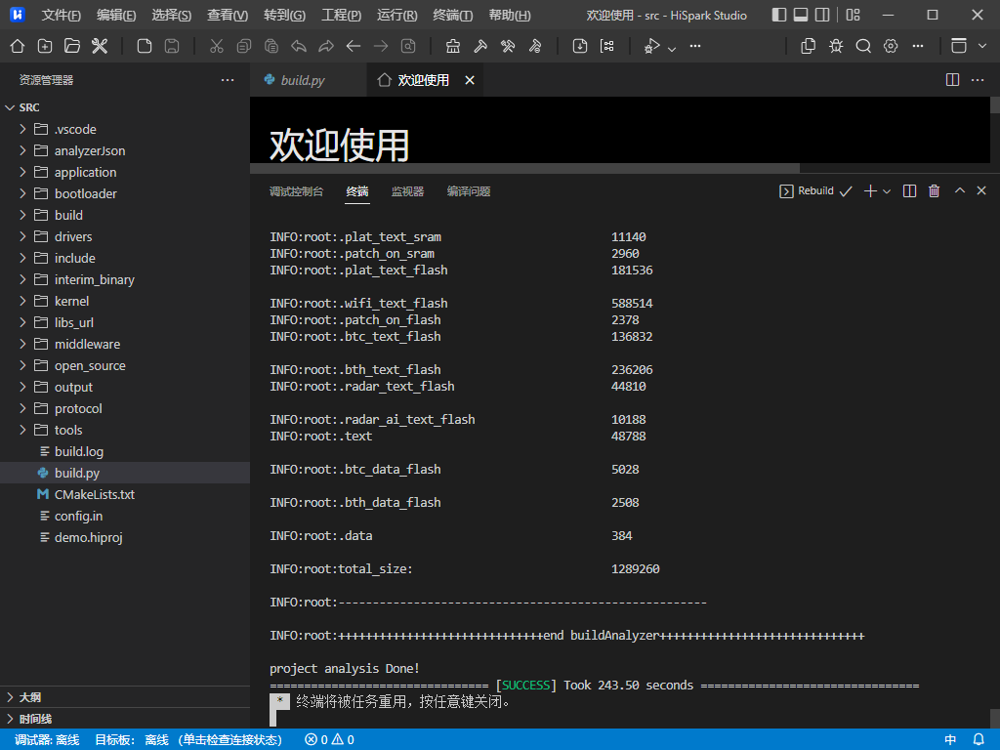 文件(F) 编辑(E) 选择(S) 查看(V) 转到(G) 工程(P) 运行(R) 终端(T) 帮助(H) 欢迎使用 - src - HiSpark Studio
资源管理器
build.py 欢迎使用
SRC
.vscode
analyzerJson
application
bootloader
build
drivers
include
interim_binary
kernel
libs_url
middleware
open_source
output
protocol
tools
build.log
build.py
CMakeLists.txt
config.in
demo.hiproj
大纲
时间线
欢迎使用
调试控制台 终端 监视器 编译问题 Rebuild
INFO:root:.plat_text_sram 11140
INFO:root:.patch_on_sram 2960
INFO:root:.plat_text_flash 181536
INFO:root:.wifi_text_flash 588514
INFO:root:.patch_on_flash 2378
INFO:root:.btc_text_flash 136832
INFO:root:.bth_text_flash 236206
INFO:root:.radar_text_flash 44810
INFO:root:.radar_ai_text_flash 10188
INFO:root:.text 48788
INFO:root:.btc_data_flash 5028
INFO:root:.bth_data_flash 2508
INFO:root:.data 384
INFO:root:total_size: 1289260
INFO:root:------------------------------------------------------
INFO:root:++++++++++++++++++++++++++++++end buildAnalyzer++++++++++++++++++++++++++++++
project analysis Done!
================================ [SUCCESS] Took 243.50 seconds ================================
* 终端将被任务重用，按任意键关闭。
调试器: 离线 目标板: 离线 (单击检查连接状态) 0 0 中